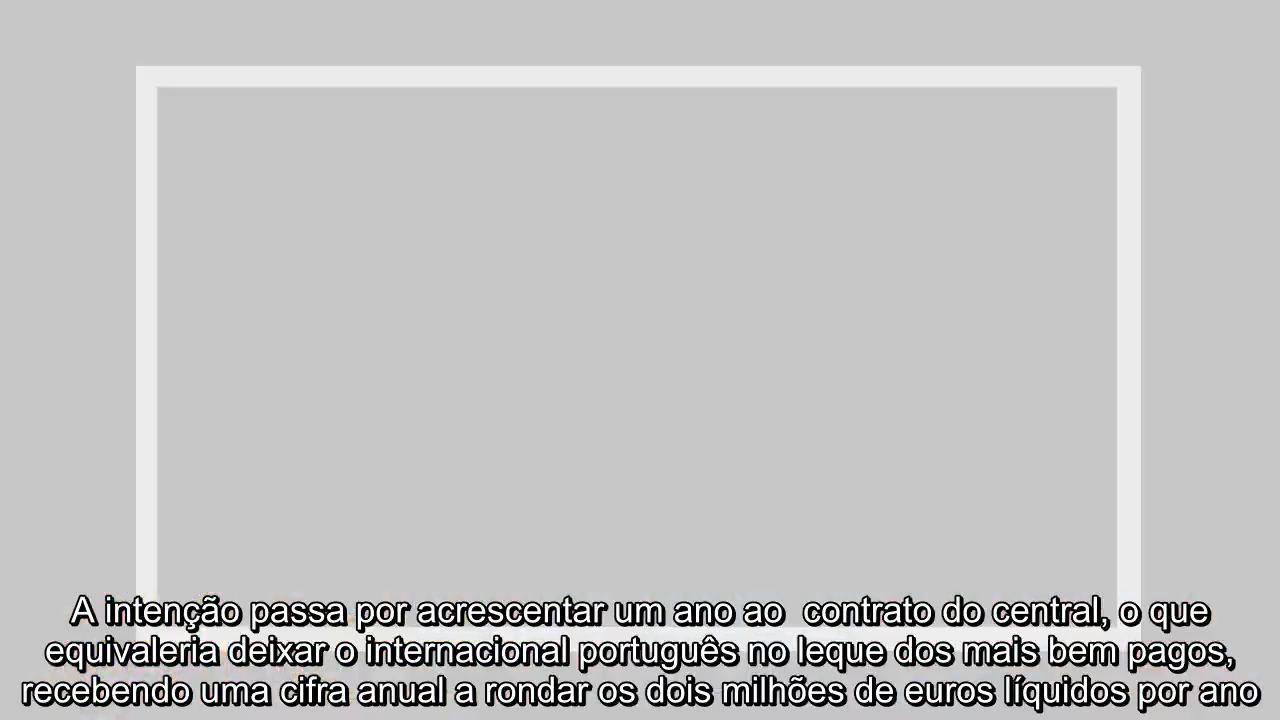 A intenção passa por acrescentar um ano ao  contrato do central, o que
equivaleria deixar o internacional português no leque dos mais bem pagos,
recebendo uma cifra anual a rondar os dois milhões de euros líquidos por ano